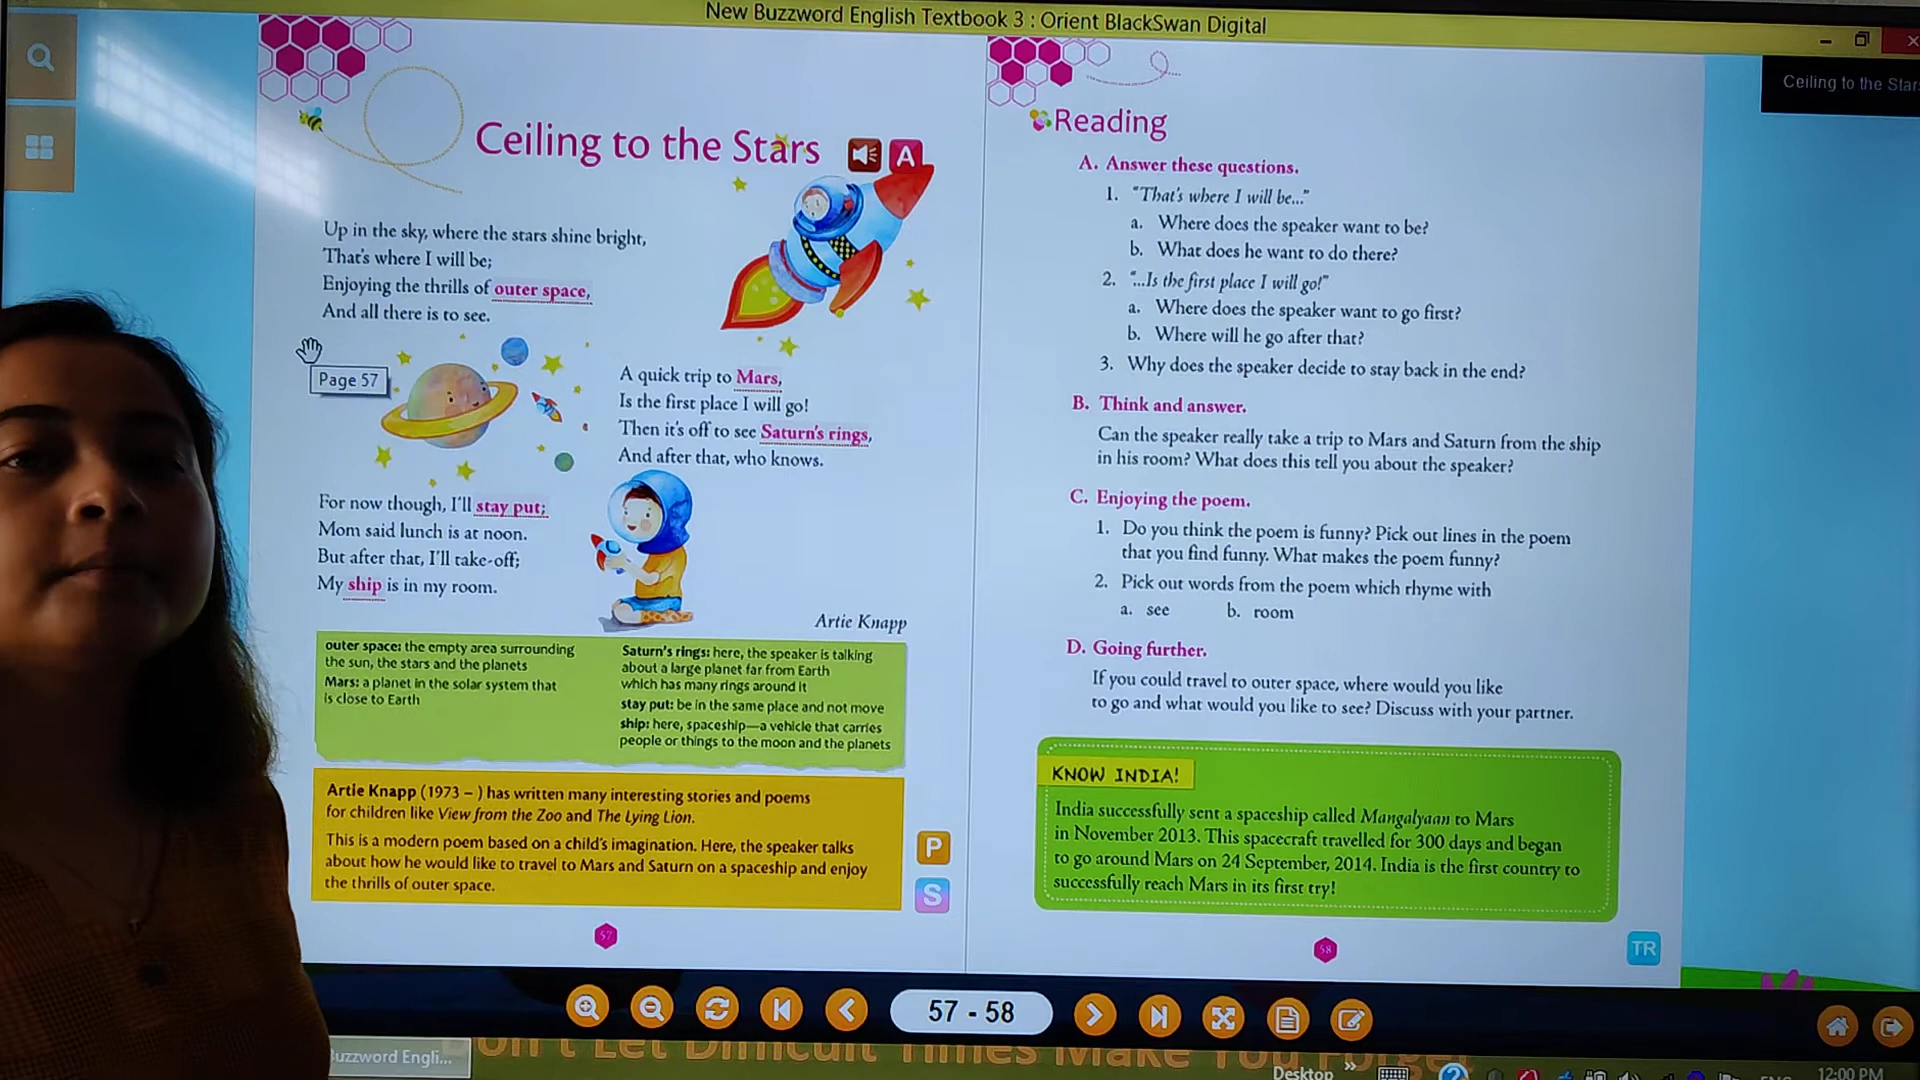 New Buzzword English Textbook 3 : Orient BlackSwan Digital
Ceiling to the Star
Ceiling to the Stars
A
Up in the sky, where the stars shine bright,
That's where I will be;
Enjoying the thrills of outer space,
And all there is to see.
Page 57
A quick trip to Mars,
Is the first place I will go!
Then it's off to see Saturn's rings,
And after that, who knows.
For now though, I'll stay put;
Mom said lunch is at noon.
But after that, I'll take-off;
My ship is in my room.
Artie Knapp
outer space: the empty area surrounding
the sun, the stars and the planets
Mars: a planet in the solar system that
is close to Earth
Saturn's rings: here, the speaker is talking
about a large planet far from Earth
which has many rings around it
stay put: be in the same place and not move
ship: here, spaceship—a vehicle that carries
people or things to the moon and the planets
Artie Knapp (1973 – ) has written many interesting stories and poems
for children like View from the Zoo and The Lying Lion.
This is a modern poem based on a child's imagination. Here, the speaker talks
about how he would like to travel to Mars and Saturn on a spaceship and enjoy
the thrills of outer space.
P
S
57
Reading
A. Answer these questions.
1. "That's where I will be..."
a. Where does the speaker want to be?
b. What does he want to do there?
2. "...Is the first place I will go!"
a. Where does the speaker want to go first?
b. Where will he go after that?
3. Why does the speaker decide to stay back in the end?
B. Think and answer.
Can the speaker really take a trip to Mars and Saturn from the ship
in his room? What does this tell you about the speaker?
C. Enjoying the poem.
1. Do you think the poem is funny? Pick out lines in the poem
that you find funny. What makes the poem funny?
2. Pick out words from the poem which rhyme with
a. see b. room
D. Going further.
If you could travel to outer space, where would you like
to go and what would you like to see? Discuss with your partner.
KNOW INDIA!
India successfully sent a spaceship called Mangalyaan to Mars
in November 2013. This spacecraft travelled for 300 days and began
to go around Mars on 24 September, 2014. India is the first country to
successfully reach Mars in its first try!
58
TR
57 - 58
uzzword Engli...
Don't Let Difficult Times Make You Forget
Desktop
ENG
12:00 PM